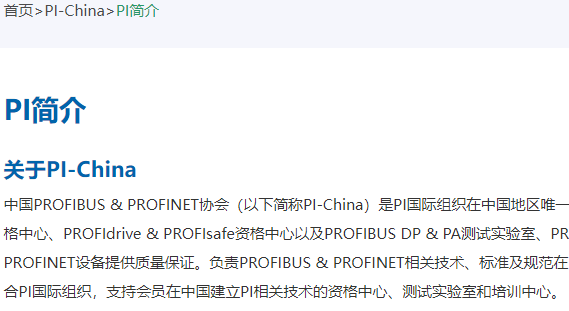 首页>PI-China>PI简介
PI简介
关于PI-China
中国PROFIBUS & PROFINET协会（以下简称PI-China）是PI国际组织在中国地区唯一
格中心、PROFIdrive & PROFIsafe资格中心以及PROFIBUS DP & PA测试实验室、PR
PROFINET设备提供质量保证。负责PROFIBUS & PROFINET相关技术、标准及规范在
合PI国际组织，支持会员在中国建立PI相关技术的资格中心、测试实验室和培训中心。